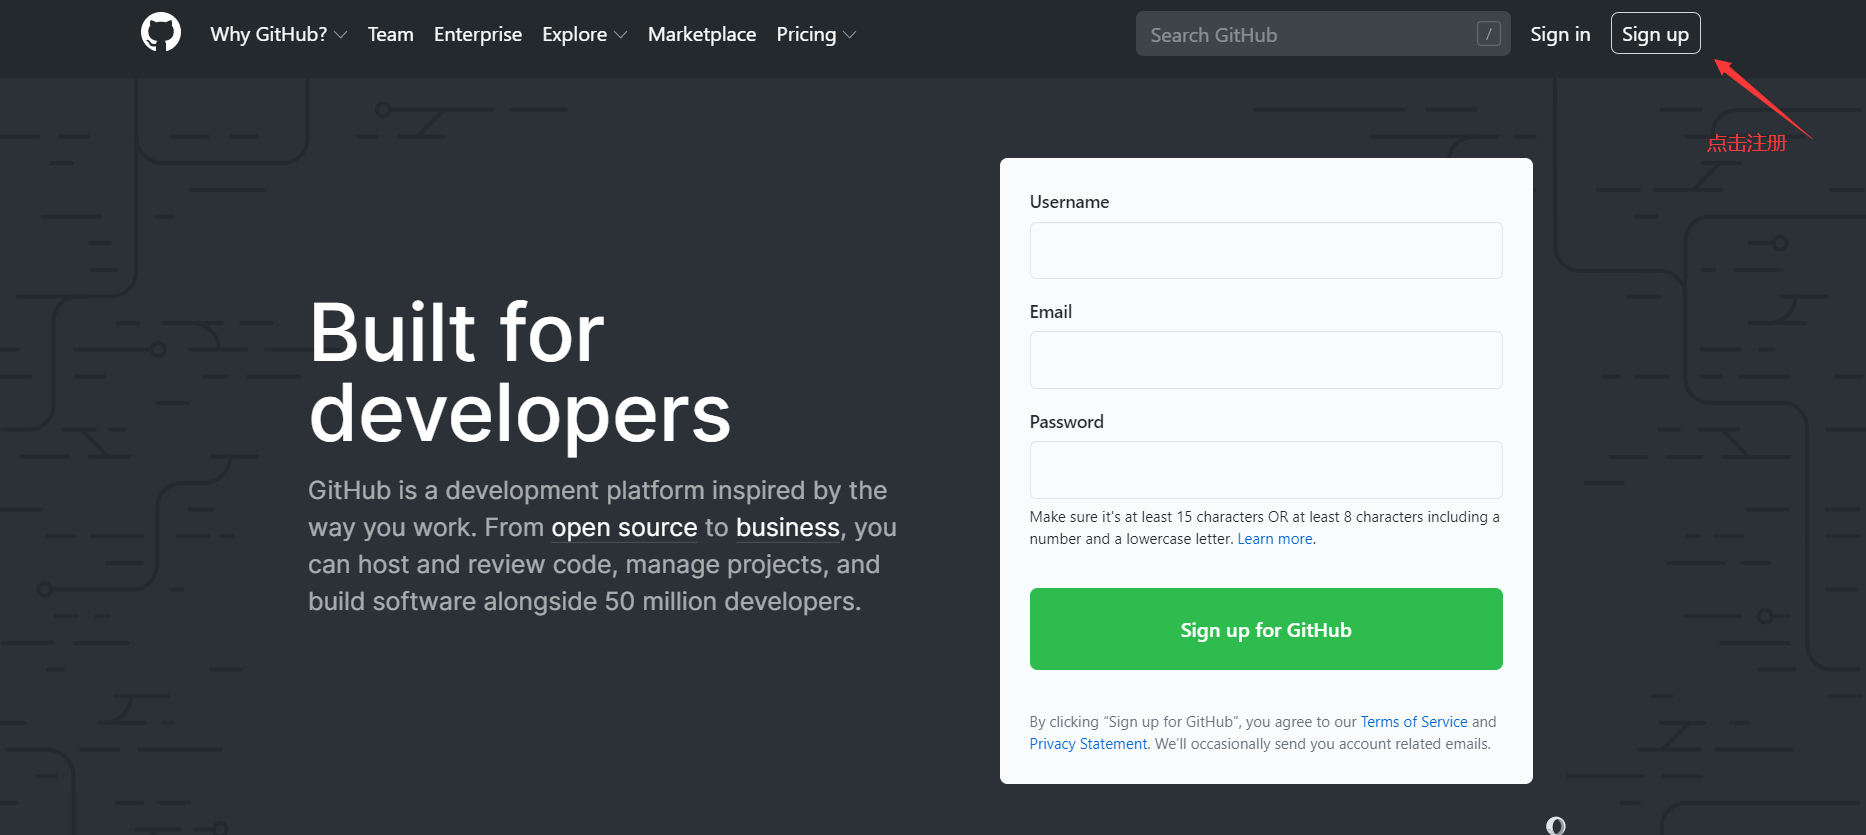 Why GitHub? Team Enterprise Explore Marketplace Pricing Search GitHub / Sign in Sign up
点击注册
Built for
developers
GitHub is a development platform inspired by the
way you work. From open source to business, you
can host and review code, manage projects, and
build software alongside 50 million developers.
Username
Email
Password
Make sure it's at least 15 characters OR at least 8 characters including a
number and a lowercase letter. Learn more.
Sign up for GitHub
By clicking “Sign up for GitHub”, you agree to our Terms of Service and
Privacy Statement. We’ll occasionally send you account related emails.